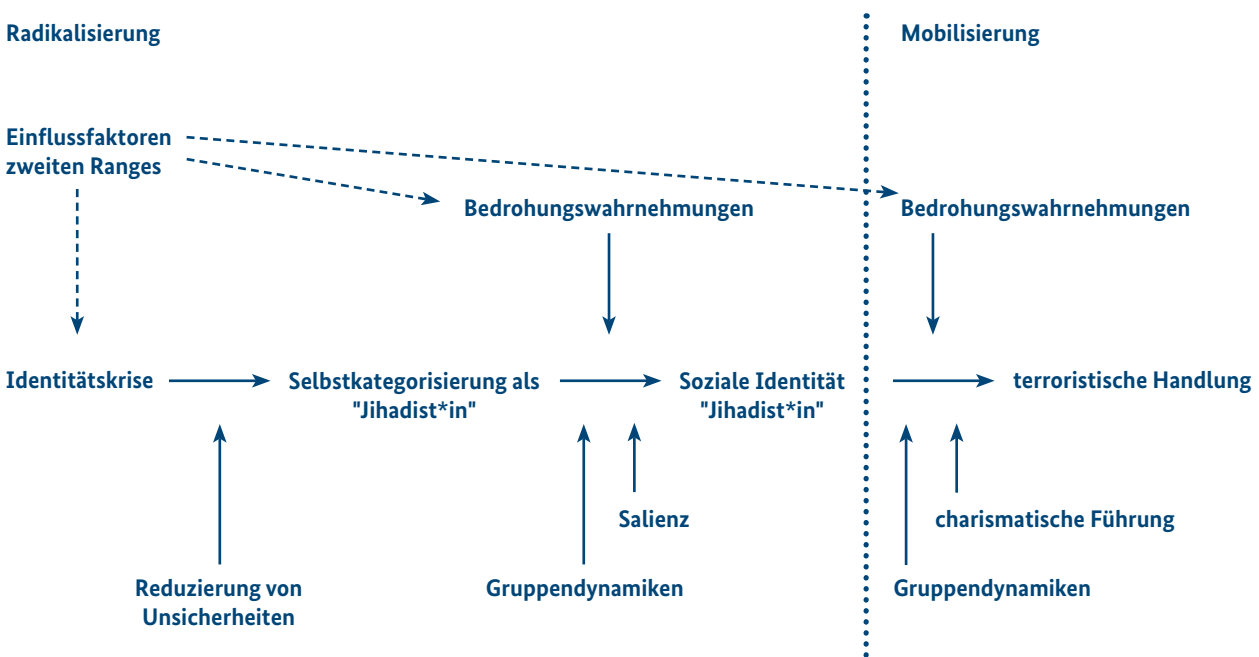 Radikalisierung
Mobilisierung
Einflussfaktoren
zweiten Ranges
Bedrohungswahrnehmungen
Bedrohungswahrnehmungen
Identitätskrise
Selbstkategorisierung als
"Jihadist*in"
Soziale Identität
"Jihadist*in"
terroristische Handlung
Salienz
charismatische Führung
Reduzierung von
Unsicherheiten
Gruppendynamiken
Gruppendynamiken